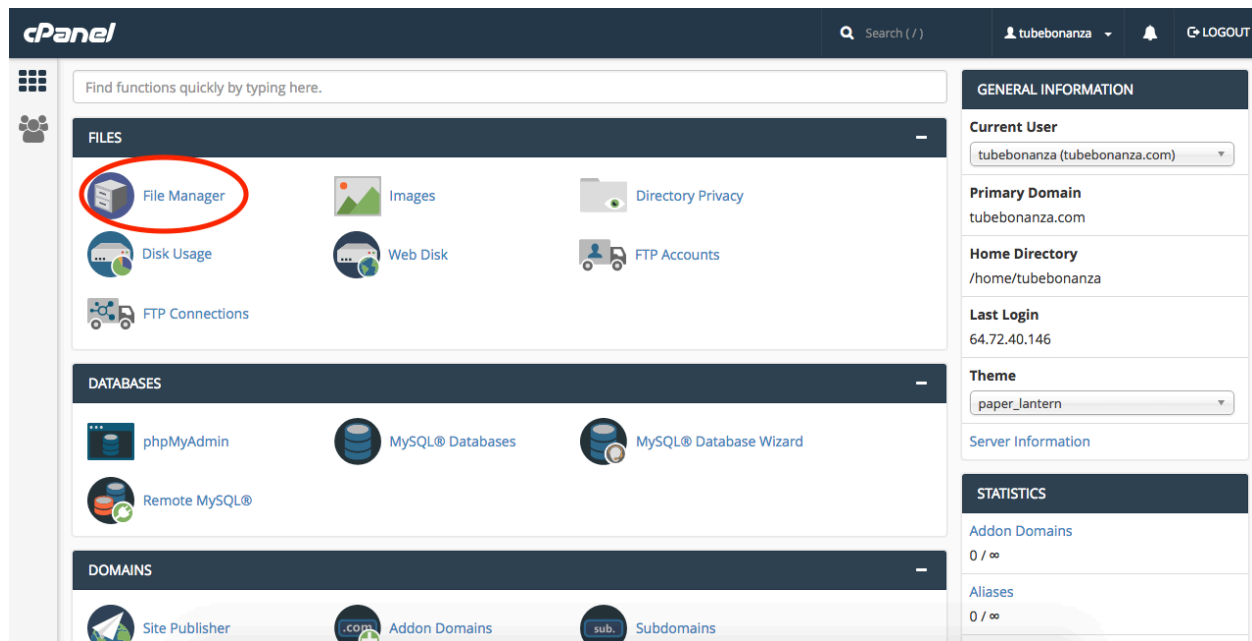 cPanel
Search ( / )
tubebonanza
LOGOUT
Find functions quickly by typing here.
FILES
File Manager
Images
Directory Privacy
Disk Usage
Web Disk
FTP Accounts
FTP Connections
DATABASES
phpMyAdmin
MySQL® Databases
MySQL® Database Wizard
Remote MySQL®
DOMAINS
Site Publisher
.com
Addon Domains
sub.
Subdomains
GENERAL INFORMATION
Current User
tubebonanza (tubebonanza.com)
Primary Domain
tubebonanza.com
Home Directory
/home/tubebonanza
Last Login
64.72.40.146
Theme
paper_lantern
Server Information
STATISTICS
Addon Domains
0 / ∞
Aliases
0 / ∞